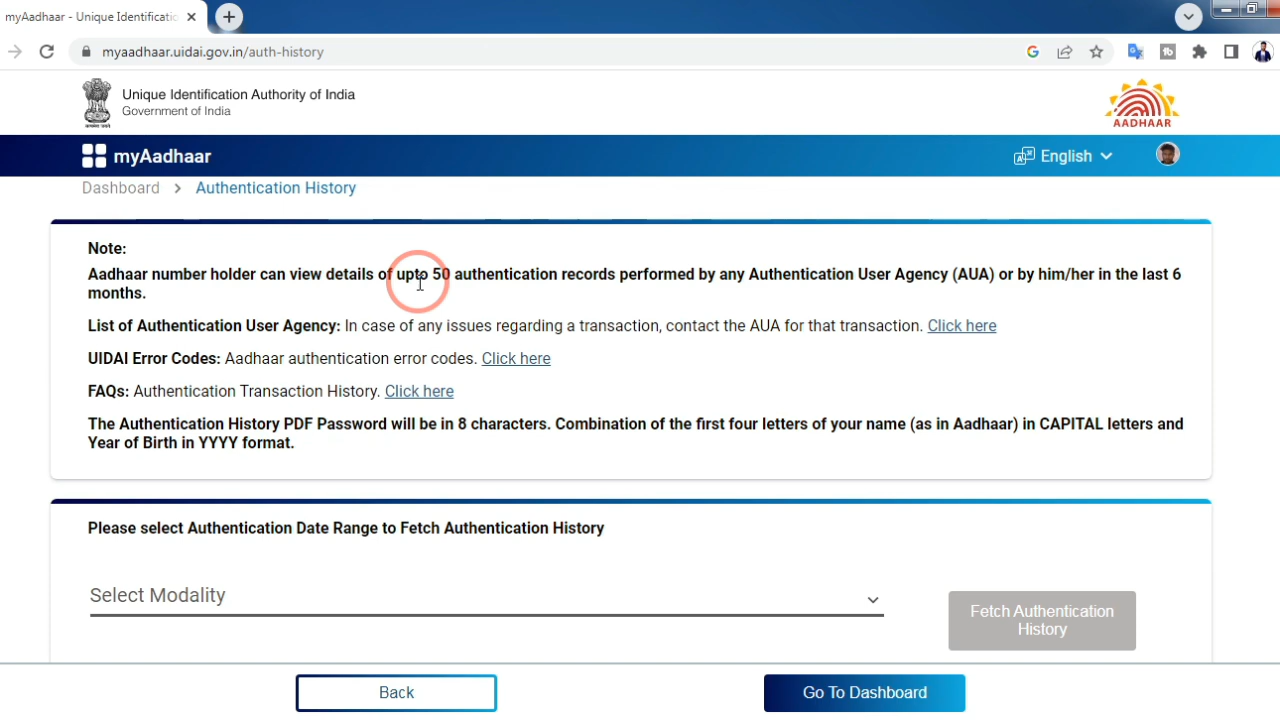 myAadhaar - Unique Identificatio
myaadhaar.uidai.gov.in/auth-history
Unique Identification Authority of India
Government of India
AADHAAR
myAadhaar
English
Dashboard > Authentication History
Note:
Aadhaar number holder can view details of upto 50 authentication records performed by any Authentication User Agency (AUA) or by him/her in the last 6
months.
List of Authentication User Agency: In case of any issues regarding a transaction, contact the AUA for that transaction. Click here
UIDAI Error Codes: Aadhaar authentication error codes. Click here
FAQs: Authentication Transaction History. Click here
The Authentication History PDF Password will be in 8 characters. Combination of the first four letters of your name (as in Aadhaar) in CAPITAL letters and
Year of Birth in YYYY format.
Please select Authentication Date Range to Fetch Authentication History
Select Modality
Fetch Authentication
History
Back
Go To Dashboard